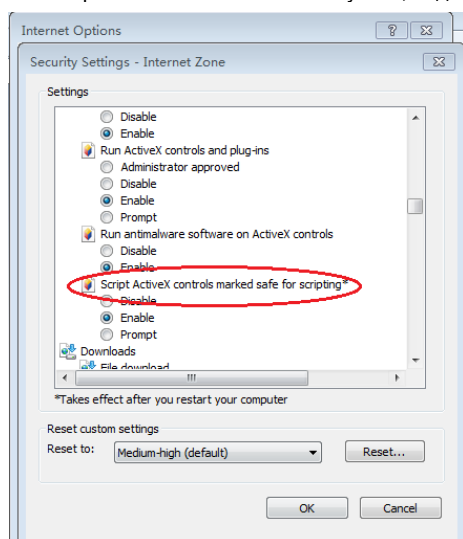 Internet Options
Security Settings - Internet Zone
Settings
Disable
Enable
Run ActiveX controls and plug-ins
Administrator approved
Disable
Enable
Prompt
Run antimalware software on ActiveX controls
Disable
Enable
Script ActiveX controls marked safe for scripting*
Disable
Enable
Prompt
Downloads
File download
*Takes effect after you restart your computer
Reset custom settings
Reset to: Medium-high (default) Reset...
OK Cancel